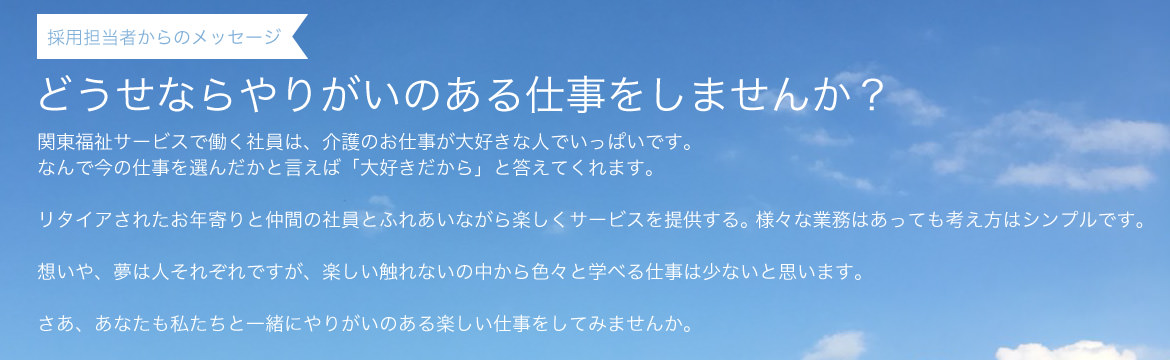 採用担当者からのメッセージ
どうせならやりがいのある仕事をしませんか？
関東福祉サービスで働く社員は、介護のお仕事が大好きな人でいっぱいです。
なんで今の仕事を選んだかと言えば「大好きだから」と答えてくれます。
リタイアされたお年寄りと仲間の社員とふれあいながら楽しくサービスを提供する。様々な業務はあっても考え方はシンプルです。
想いや、夢は人それぞれですが、楽しい触れないの中から色々と学べる仕事は少ないと思います。
さあ、あなたも私たちと一緒にやりがいのある楽しい仕事をしてみませんか。